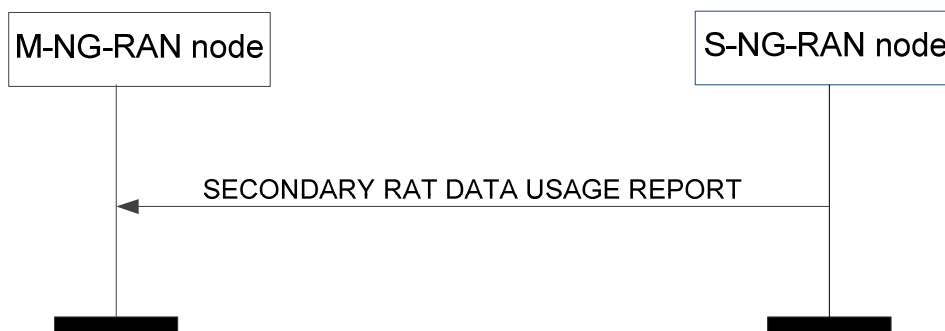 M-NG-RAN node
S-NG-RAN node
SECONDARY RAT DATA USAGE REPORT